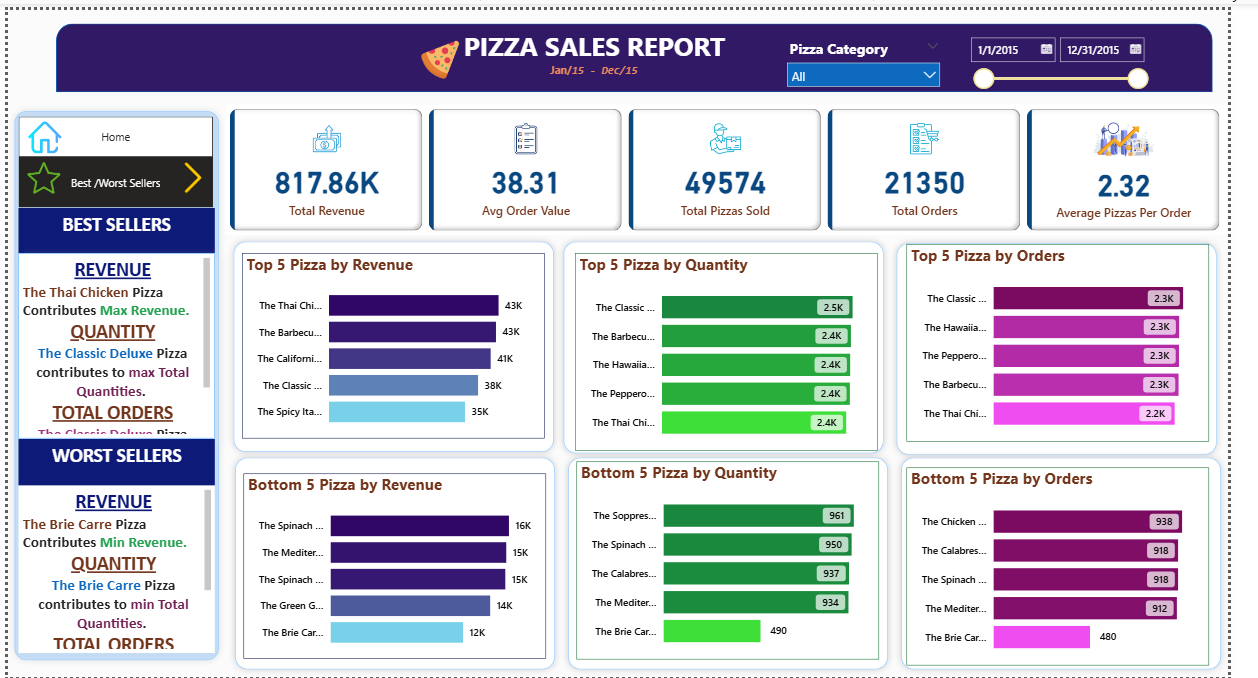 PIZZA SALES REPORT
Jan/15 - Dec/15
Pizza Category
All
1/1/2015
12/31/2015
Home
Best /Worst Sellers
BEST SELLERS
REVENUE
The Thai Chicken Pizza
Contributes Max Revenue.
QUANTITY
The Classic Deluxe Pizza
contributes to max Total
Quantities.
TOTAL ORDERS
The Classic Deluxe Pizza
WORST SELLERS
REVENUE
The Brie Carre Pizza
Contributes Min Revenue.
QUANTITY
The Brie Carre Pizza
contributes to min Total
Quantities.
TOTAL ORDERS
817.86K
Total Revenue
38.31
Avg Order Value
49574
Total Pizzas Sold
21350
Total Orders
2.32
Average Pizzas Per Order
Top 5 Pizza by Revenue
The Thai Chi... 43K
The Barbecu... 43K
The Californi... 41K
The Classic ... 38K
The Spicy Ita... 35K
Top 5 Pizza by Quantity
The Classic ... 2.5K
The Barbecu... 2.4K
The Hawaiia... 2.4K
The Peppero... 2.4K
The Thai Chi... 2.4K
Top 5 Pizza by Orders
The Classic ... 2.3K
The Hawaiia... 2.3K
The Peppero... 2.3K
The Barbecu... 2.3K
The Thai Chi... 2.2K
Bottom 5 Pizza by Revenue
The Spinach ... 16K
The Mediter... 15K
The Spinach ... 15K
The Green G... 14K
The Brie Car... 12K
Bottom 5 Pizza by Quantity
The Soppres... 961
The Spinach ... 950
The Calabres... 937
The Mediter... 934
The Brie Car... 490
Bottom 5 Pizza by Orders
The Chicken ... 938
The Calabres... 918
The Spinach ... 918
The Mediter... 912
The Brie Car... 480